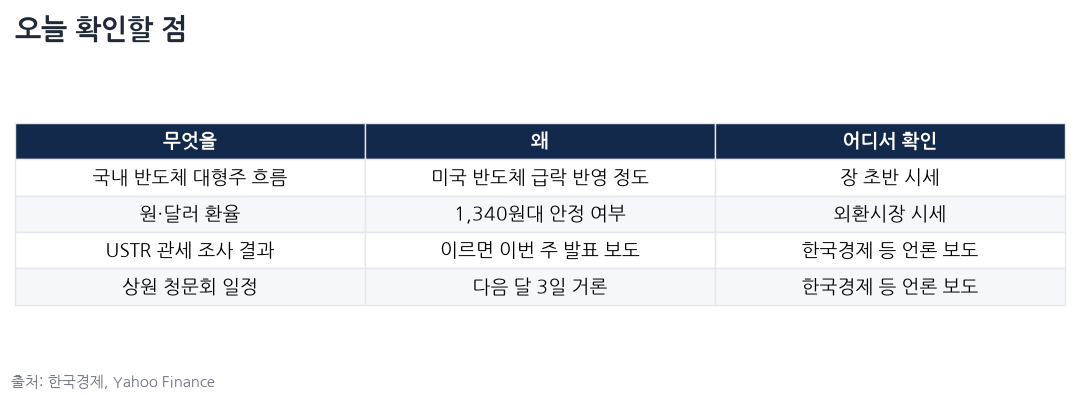 오늘 확인할 점
무엇을 왜 어디서 확인
국내 반도체 대형주 흐름 미국 반도체 급락 반영 정도 장 초반 시세
원·달러 환율 1,340원대 안정 여부 외환시장 시세
USTR 관세 조사 결과 이르면 이번 주 발표 보도 한국경제 등 언론 보도
상원 청문회 일정 다음 달 3일 거론 한국경제 등 언론 보도
출처: 한국경제, Yahoo Finance